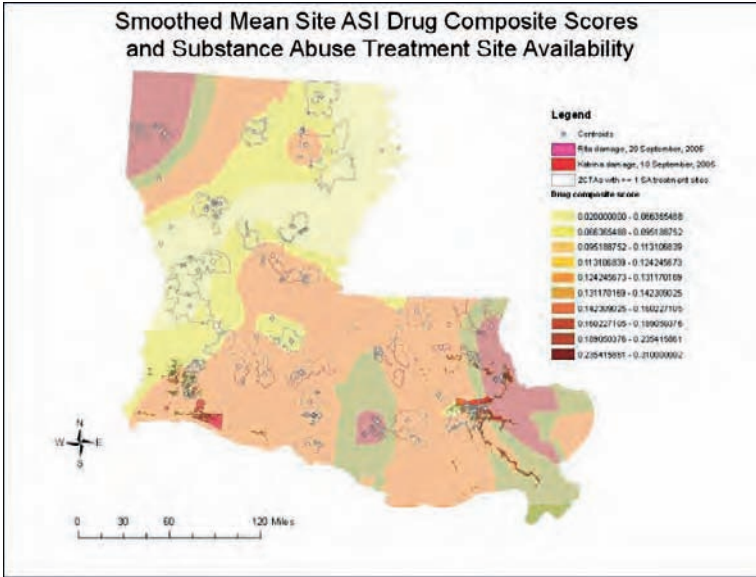 Smoothed Mean Site ASI Drug Composite Scores
and Substance Abuse Treatment Site Availability
Legend
Centroids
Rita damage, 20 September, 2005
Katrina damage, 10 September, 2005
ZCTAs with >= 1 SA treatment sites
Drug composite score
0.020000000 - 0.066365488
0.066365488 - 0.095188752
0.095188752 - 0.113106839
0.113106839 - 0.124245673
0.124245673 - 0.131170169
0.131170169 - 0.142309025
0.142309025 - 0.160227105
0.160227105 - 0.189050376
0.189050376 - 0.235415861
0.235415861 - 0.310000002
N
W E
S
0 30 60 120 Miles